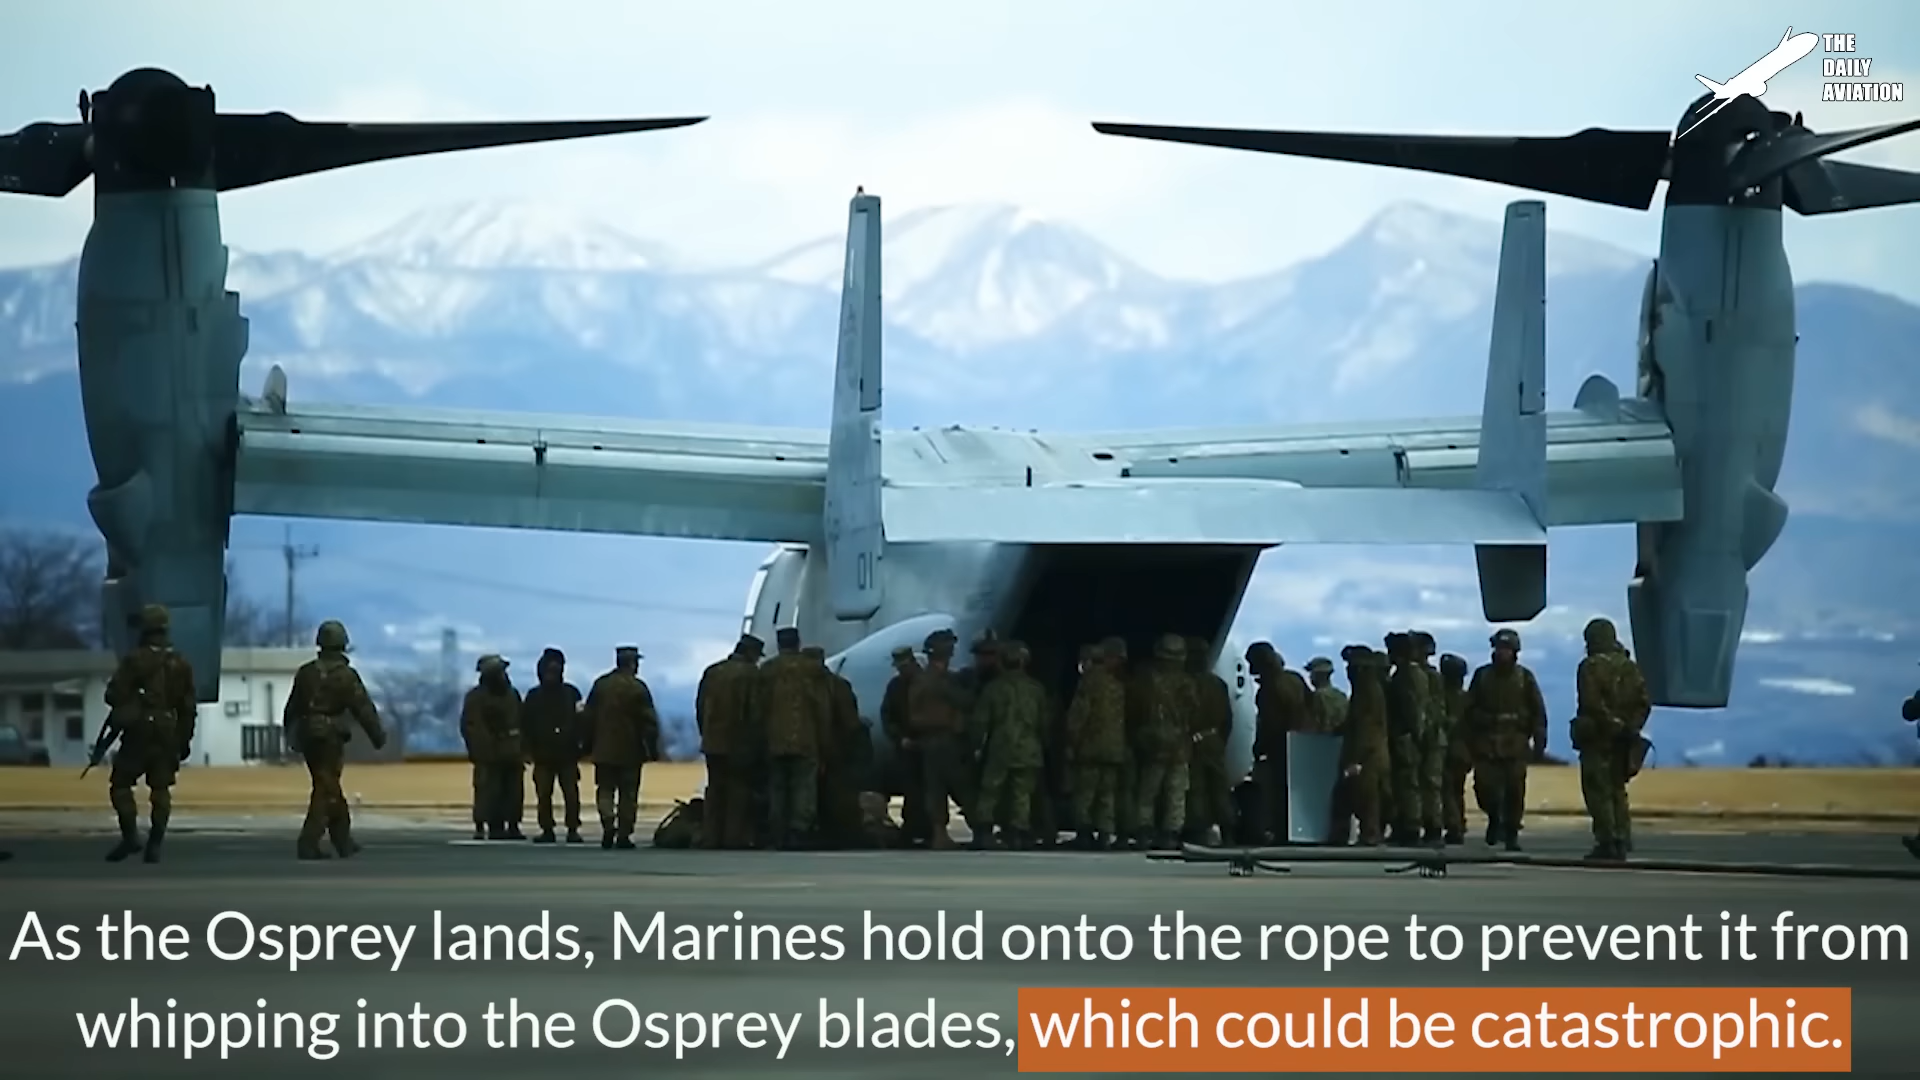 THE
DAILY
AVIATION
01
As the Osprey lands, Marines hold onto the rope to prevent it from
whipping into the Osprey blades, which could be catastrophic.